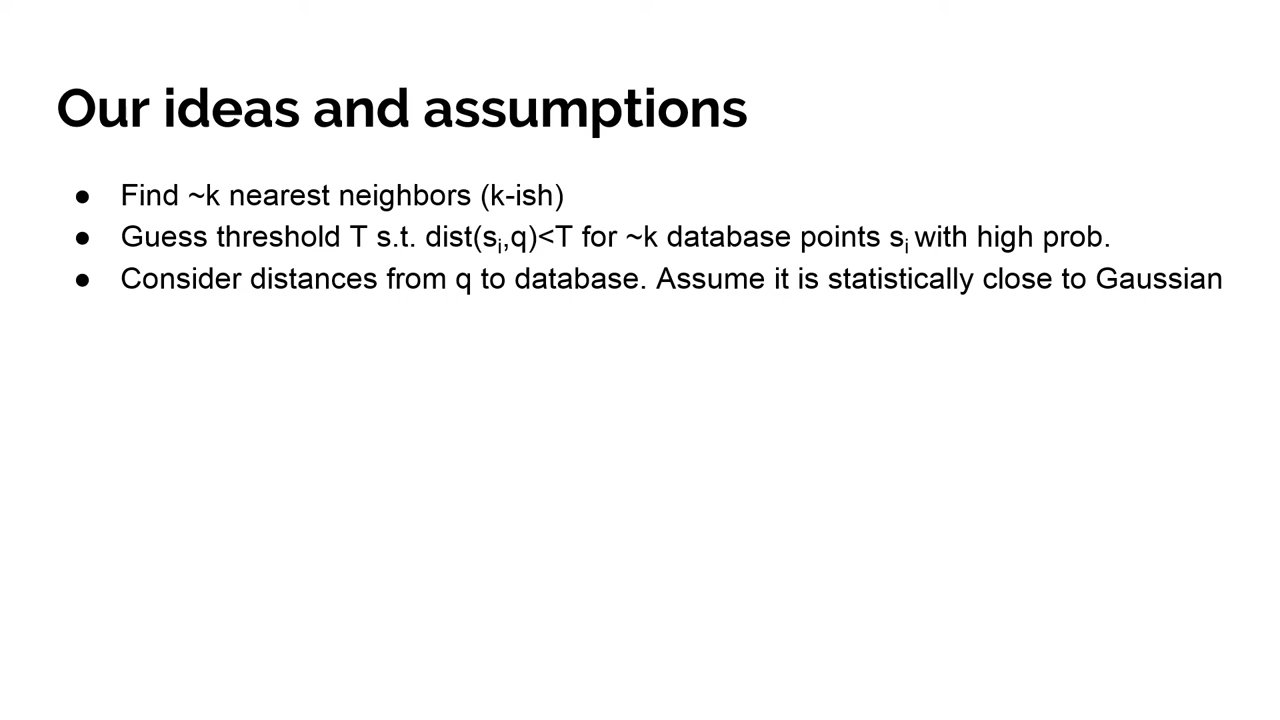 Our ideas and assumptions
● Find ~k nearest neighbors (k-ish)
● Guess threshold T s.t. dist(sᵢ,q)<T for ~k database points sᵢ with high prob.
● Consider distances from q to database. Assume it is statistically close to Gaussian